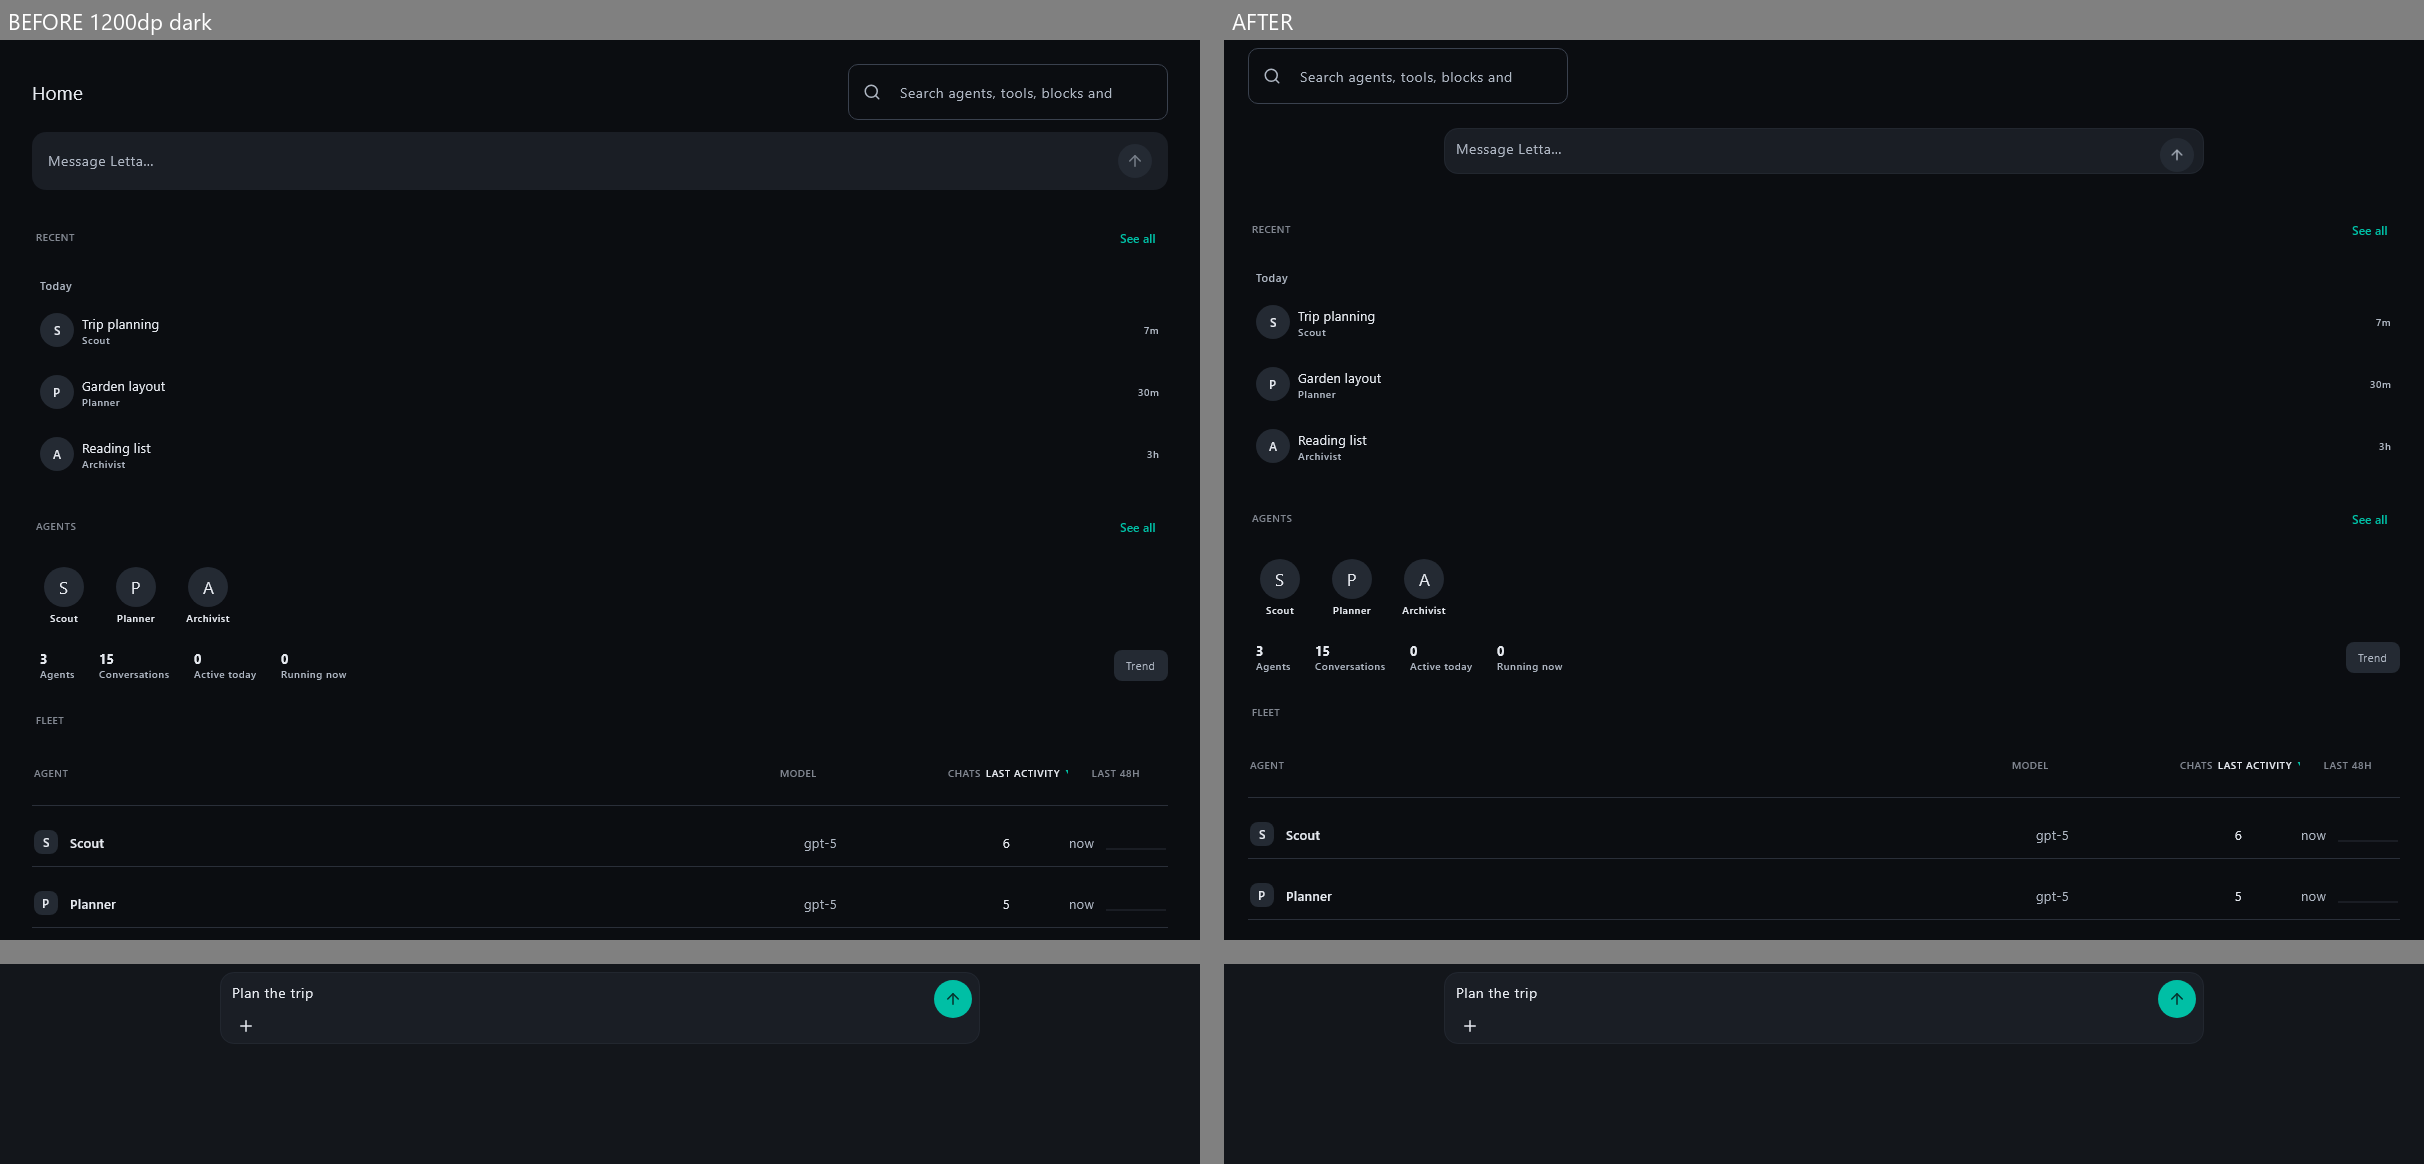 BEFORE 1200dp dark
Home
Search agents, tools, blocks and
Message Letta...
RECENT
See all
Today
S
Trip planning
Scout
7m
P
Garden layout
Planner
30m
A
Reading list
Archivist
3h
AGENTS
See all
S
P
A
Scout
Planner
Archivist
3
15
0
0
Agents
Conversations
Active today
Running now
Trend
FLEET
AGENT
MODEL
CHATS
LAST ACTIVITY
LAST 48H
S
Scout
gpt-5
6
now
P
Planner
gpt-5
5
now
Plan the trip
AFTER
Search agents, tools, blocks and
Message Letta...
RECENT
See all
Today
S
Trip planning
Scout
7m
P
Garden layout
Planner
30m
A
Reading list
Archivist
3h
AGENTS
See all
S
P
A
Scout
Planner
Archivist
3
15
0
0
Agents
Conversations
Active today
Running now
Trend
FLEET
AGENT
MODEL
CHATS
LAST ACTIVITY
LAST 48H
S
Scout
gpt-5
6
now
P
Planner
gpt-5
5
now
Plan the trip